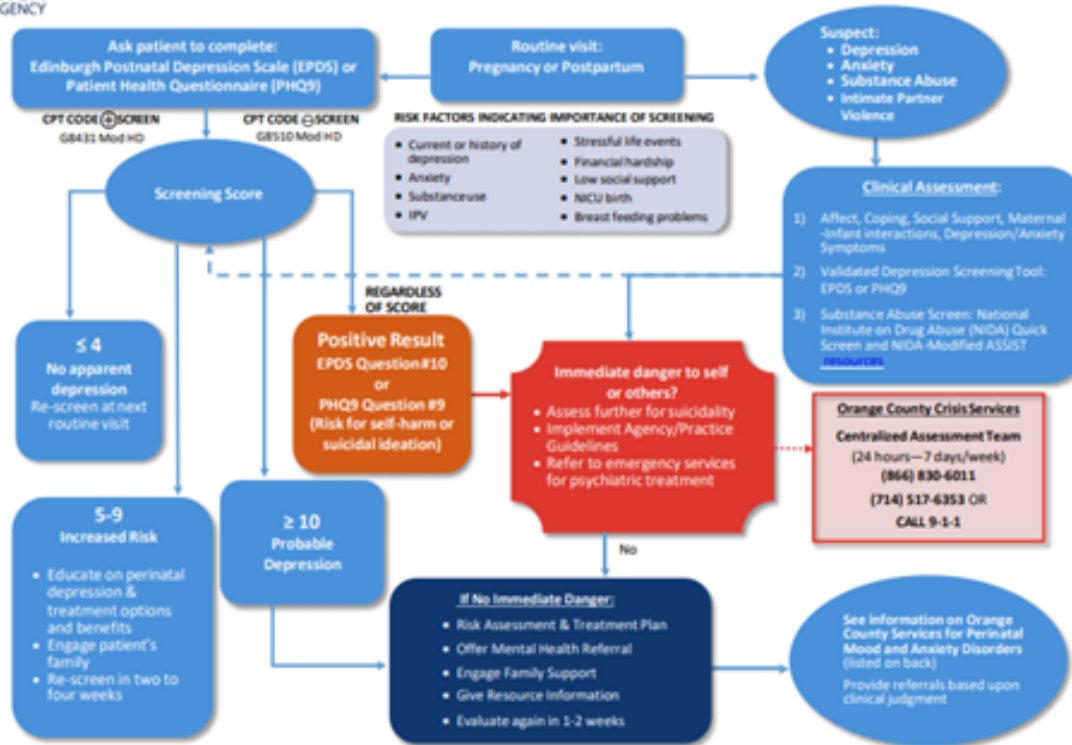 GENCY
Ask patient to complete:
Edinburgh Postnatal Depression Scale (EPDS) or
Patient Health Questionnaire (PHQ9)
Routine visit:
Pregnancy or Postpartum
Suspect:
• Depression
• Anxiety
• Substance Abuse
• Intimate Partner
Violence
CPT CODE ⊕SCREEN
G8431 Mod HD
CPT CODE ⊖SCREEN
G8510 Mod HD
RISK FACTORS INDICATING IMPORTANCE OF SCREENING
• Current or history of
depression
• Anxiety
• Substance use
• IPV
• Stressful life events
• Financial hardship
• Low social support
• NICU birth
• Breast feeding problems
Screening Score
Clinical Assessment:
1) Affect, Coping, Social Support, Maternal
-Infant interactions, Depression/Anxiety
Symptoms
2) Validated Depression Screening Tool:
EPDS or PHQ9
3) Substance Abuse Screen: National
Institute on Drug Abuse (NIDA) Quick
Screen and NIDA-Modified ASSIST
resources
REGARDLESS
OF SCORE
≤ 4
No apparent
depression
Re-screen at next
routine visit
Positive Result
EPDS Question #10
or
PHQ9 Question #9
(Risk for self-harm or
suicidal ideation)
Immediate danger to self
or others?
• Assess further for suicidality
• Implement Agency/Practice
Guidelines
• Refer to emergency services
for psychiatric treatment
Orange County Crisis Services
Centralized Assessment Team
(24 hours—7 days/week)
(866) 830-6011
(714) 517-6353 OR
CALL 9-1-1
5-9
Increased Risk
• Educate on perinatal
depression &
treatment options
and benefits
• Engage patient's
family
• Re-screen in two to
four weeks
≥ 10
Probable
Depression
No
If No Immediate Danger:
• Risk Assessment & Treatment Plan
• Offer Mental Health Referral
• Engage Family Support
• Give Resource Information
• Evaluate again in 1-2 weeks
See information on Orange
County Services for Perinatal
Mood and Anxiety Disorders
(listed on back)
Provide referrals based upon
clinical judgment